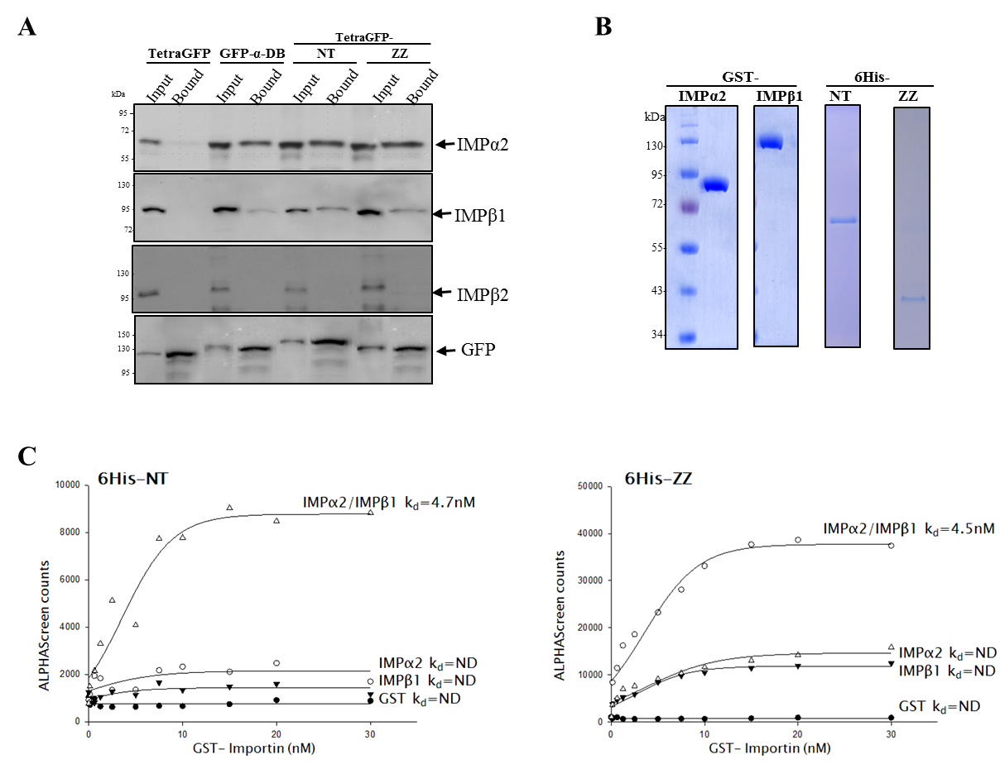 A
TetraGFP-
TetraGFP GFP-α-DB NT ZZ
Input Bound Input Bound Input Bound Input Bound
kDa
95
72
55
IMPα2
130
95
72
IMPβ1
130
95
IMPβ2
150
130
95
GFP
B
GST- 6His-
IMPα2 IMPβ1 NT ZZ
kDa
130
95
72
55
43
34
C
6His-NT
ALPHAScreen counts
10000
8000
6000
4000
2000
0
IMPα2/IMPβ1 kd=4.7nM
IMPα2 kd=ND
IMPβ1 kd=ND
GST kd=ND
0 10 20 30
GST- Importin (nM)
6His-ZZ
ALPHAScreen counts
50000
40000
30000
20000
10000
0
IMPα2/IMPβ1 kd=4.5nM
IMPα2 kd=ND
IMPβ1 kd=ND
GST kd=ND
0 10 20 30
GST- Importin (nM)